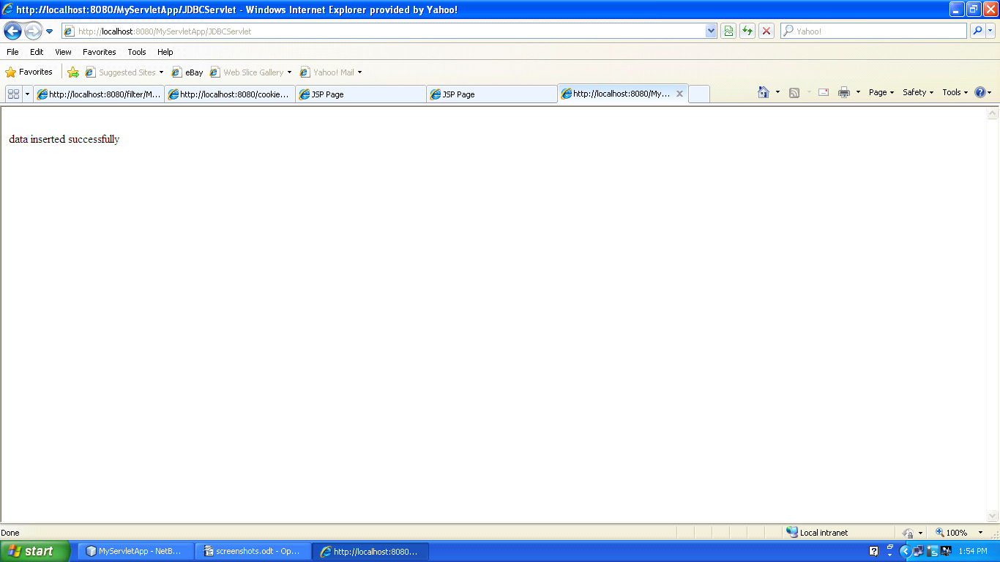 http://localhost:8080/MyServletApp/JDBCServlet - Windows Internet Explorer provided by Yahoo!
http://localhost:8080/MyServletApp/JDBCServlet
Yahoo!
File Edit View Favorites Tools Help
Favorites Suggested Sites eBay Web Slice Gallery Yahoo! Mail
http://localhost:8080/filter/M... http://localhost:8080/cookie... JSP Page JSP Page http://localhost:8080/My... Page Safety Tools
data inserted successfully
Done Local intranet 100%
start MyServletApp - NetB... screenshots.odt - Op... http://localhost:8080... 1:54 PM